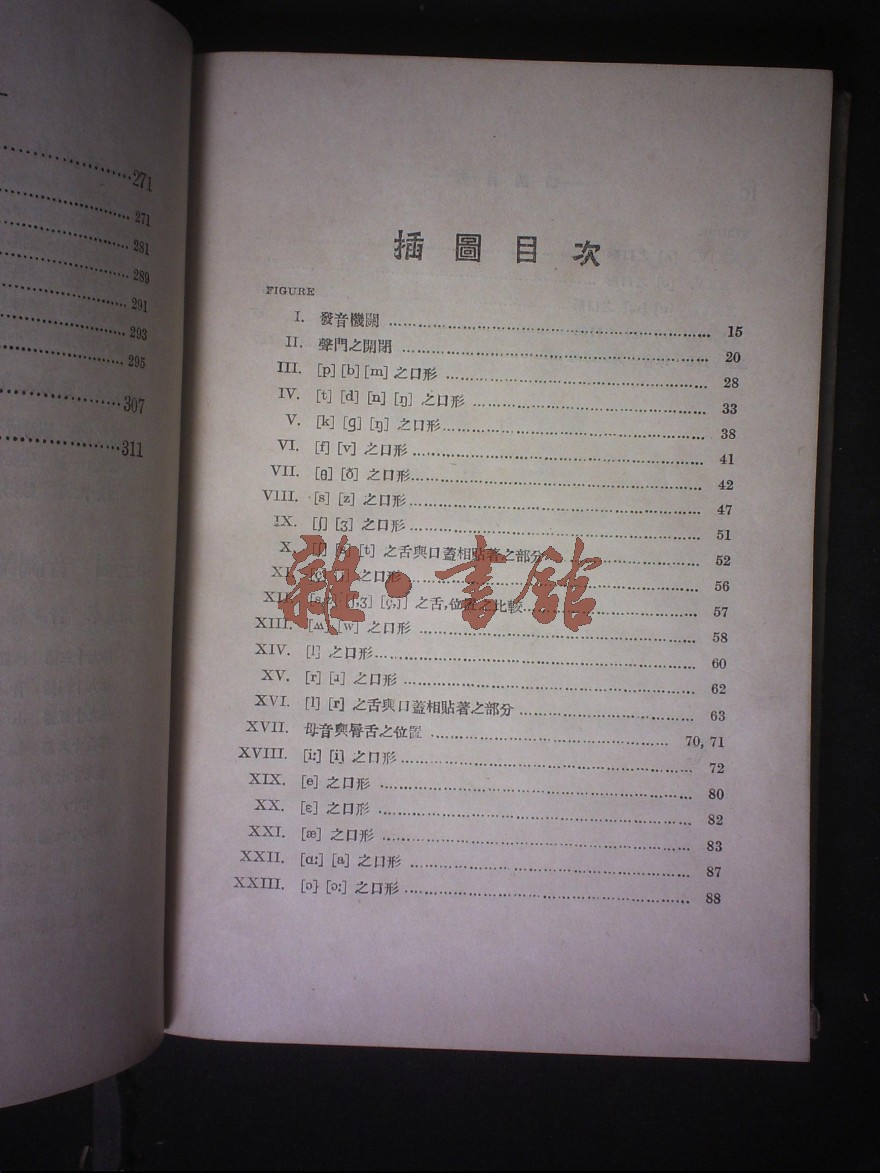 271
271
281
289
291
293
295
307
311
插圖目次
FIGURE
I. 發音機關 15
II. 聲門之開閉 20
III. [p] [b] [m] 之口形 28
IV. [t] [d] [n] [ŋ] 之口形 33
V. [k] [g] [ŋ] 之口形 38
VI. [f] [v] 之口形 41
VII. [θ] [ð] 之口形 42
VIII. [s] [z] 之口形 47
IX. [ʃ] [ʒ] 之口形 51
X. [ʃ] [s] [t] 之舌與口蓋相貼著之部分 52
XI. 之口形 56
XII. [ʃ,ʒ] 之舌,位置之比較 57
XIII. [ʍ] [w] 之口形 58
XIV. [l] 之口形 60
XV. [r] [ɹ] 之口形 62
XVI. [l] [r] 之舌與口蓋相貼著之部分 63
XVII. 母音與脣舌之位置 70, 71
XVIII. [i:] [i] 之口形 72
XIX. [e] 之口形 80
XX. [ɛ] 之口形 82
XXI. [æ] 之口形 83
XXII. [ɑ:] [a] 之口形 87
XXIII. [ɔ] [ɔ:] 之口形 88
雜·書館